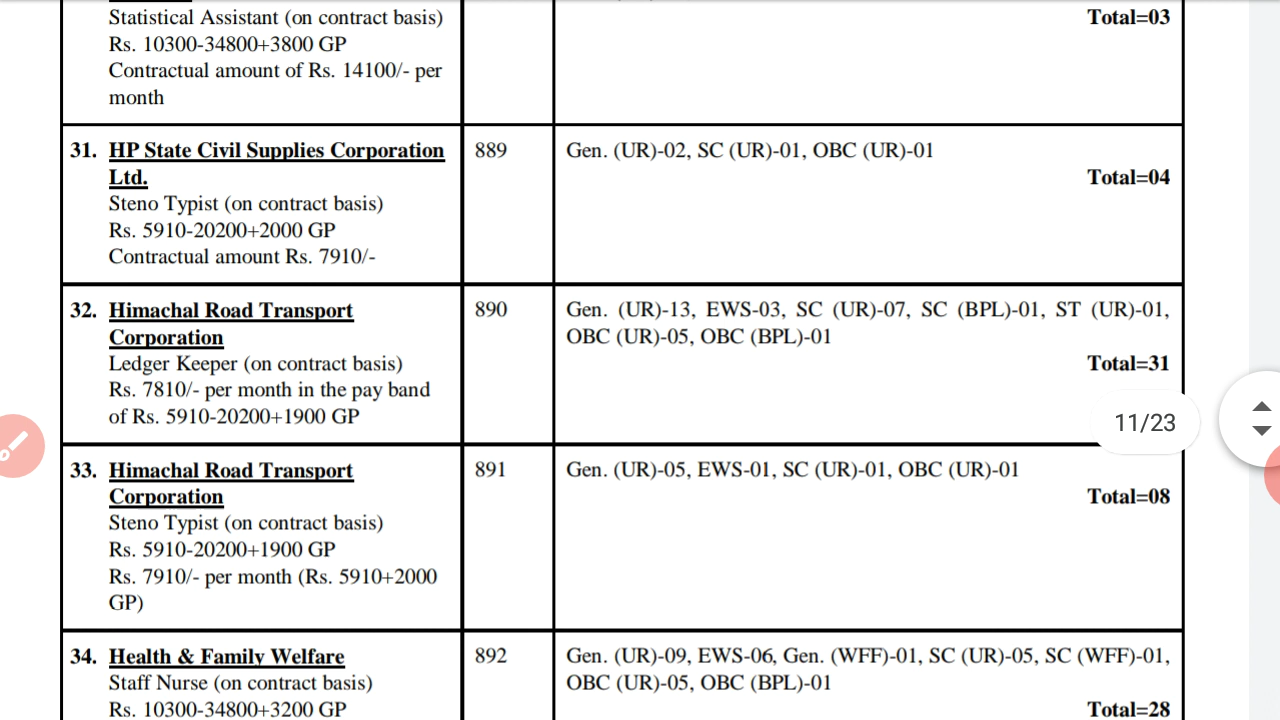 Statistical Assistant (on contract basis)
Total=03
Rs. 10300-34800+3800 GP
Contractual amount of Rs. 14100/- per
month
31. HP State Civil Supplies Corporation
Ltd.
Steno Typist (on contract basis)
Rs. 5910-20200+2000 GP
Contractual amount Rs. 7910/-
889
Gen. (UR)-02, SC (UR)-01, OBC (UR)-01
Total=04
32. Himachal Road Transport
Corporation
Ledger Keeper (on contract basis)
Rs. 7810/- per month in the pay band
of Rs. 5910-20200+1900 GP
890
Gen. (UR)-13, EWS-03, SC (UR)-07, SC (BPL)-01, ST (UR)-01,
OBC (UR)-05, OBC (BPL)-01
Total=31
11/23
33. Himachal Road Transport
Corporation
Steno Typist (on contract basis)
Rs. 5910-20200+1900 GP
Rs. 7910/- per month (Rs. 5910+2000
GP)
891
Gen. (UR)-05, EWS-01, SC (UR)-01, OBC (UR)-01
Total=08
34. Health & Family Welfare
Staff Nurse (on contract basis)
Rs. 10300-34800+3200 GP
892
Gen. (UR)-09, EWS-06, Gen. (WFF)-01, SC (UR)-05, SC (WFF)-01,
OBC (UR)-05, OBC (BPL)-01
Total=28